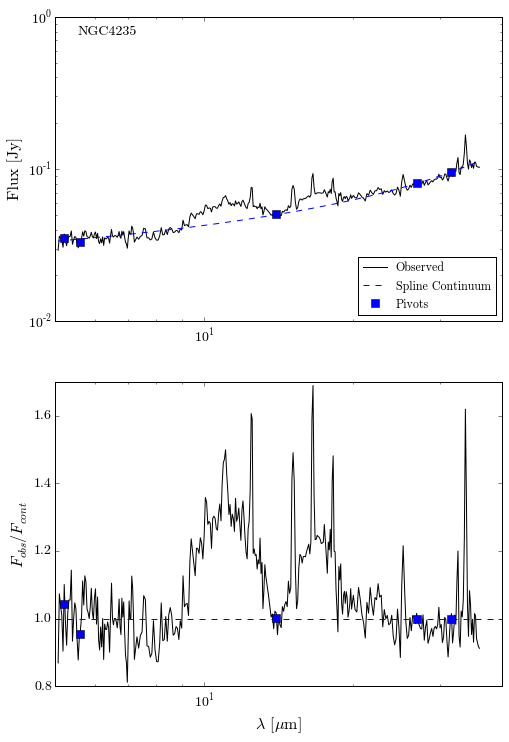 NGC4235
Flux [Jy]
10^0
10^-1
10^-2
10^1
Observed
Spline Continuum
Pivots
F_obs/F_cont
1.6
1.4
1.2
1.0
0.8
10^1
λ [μm]